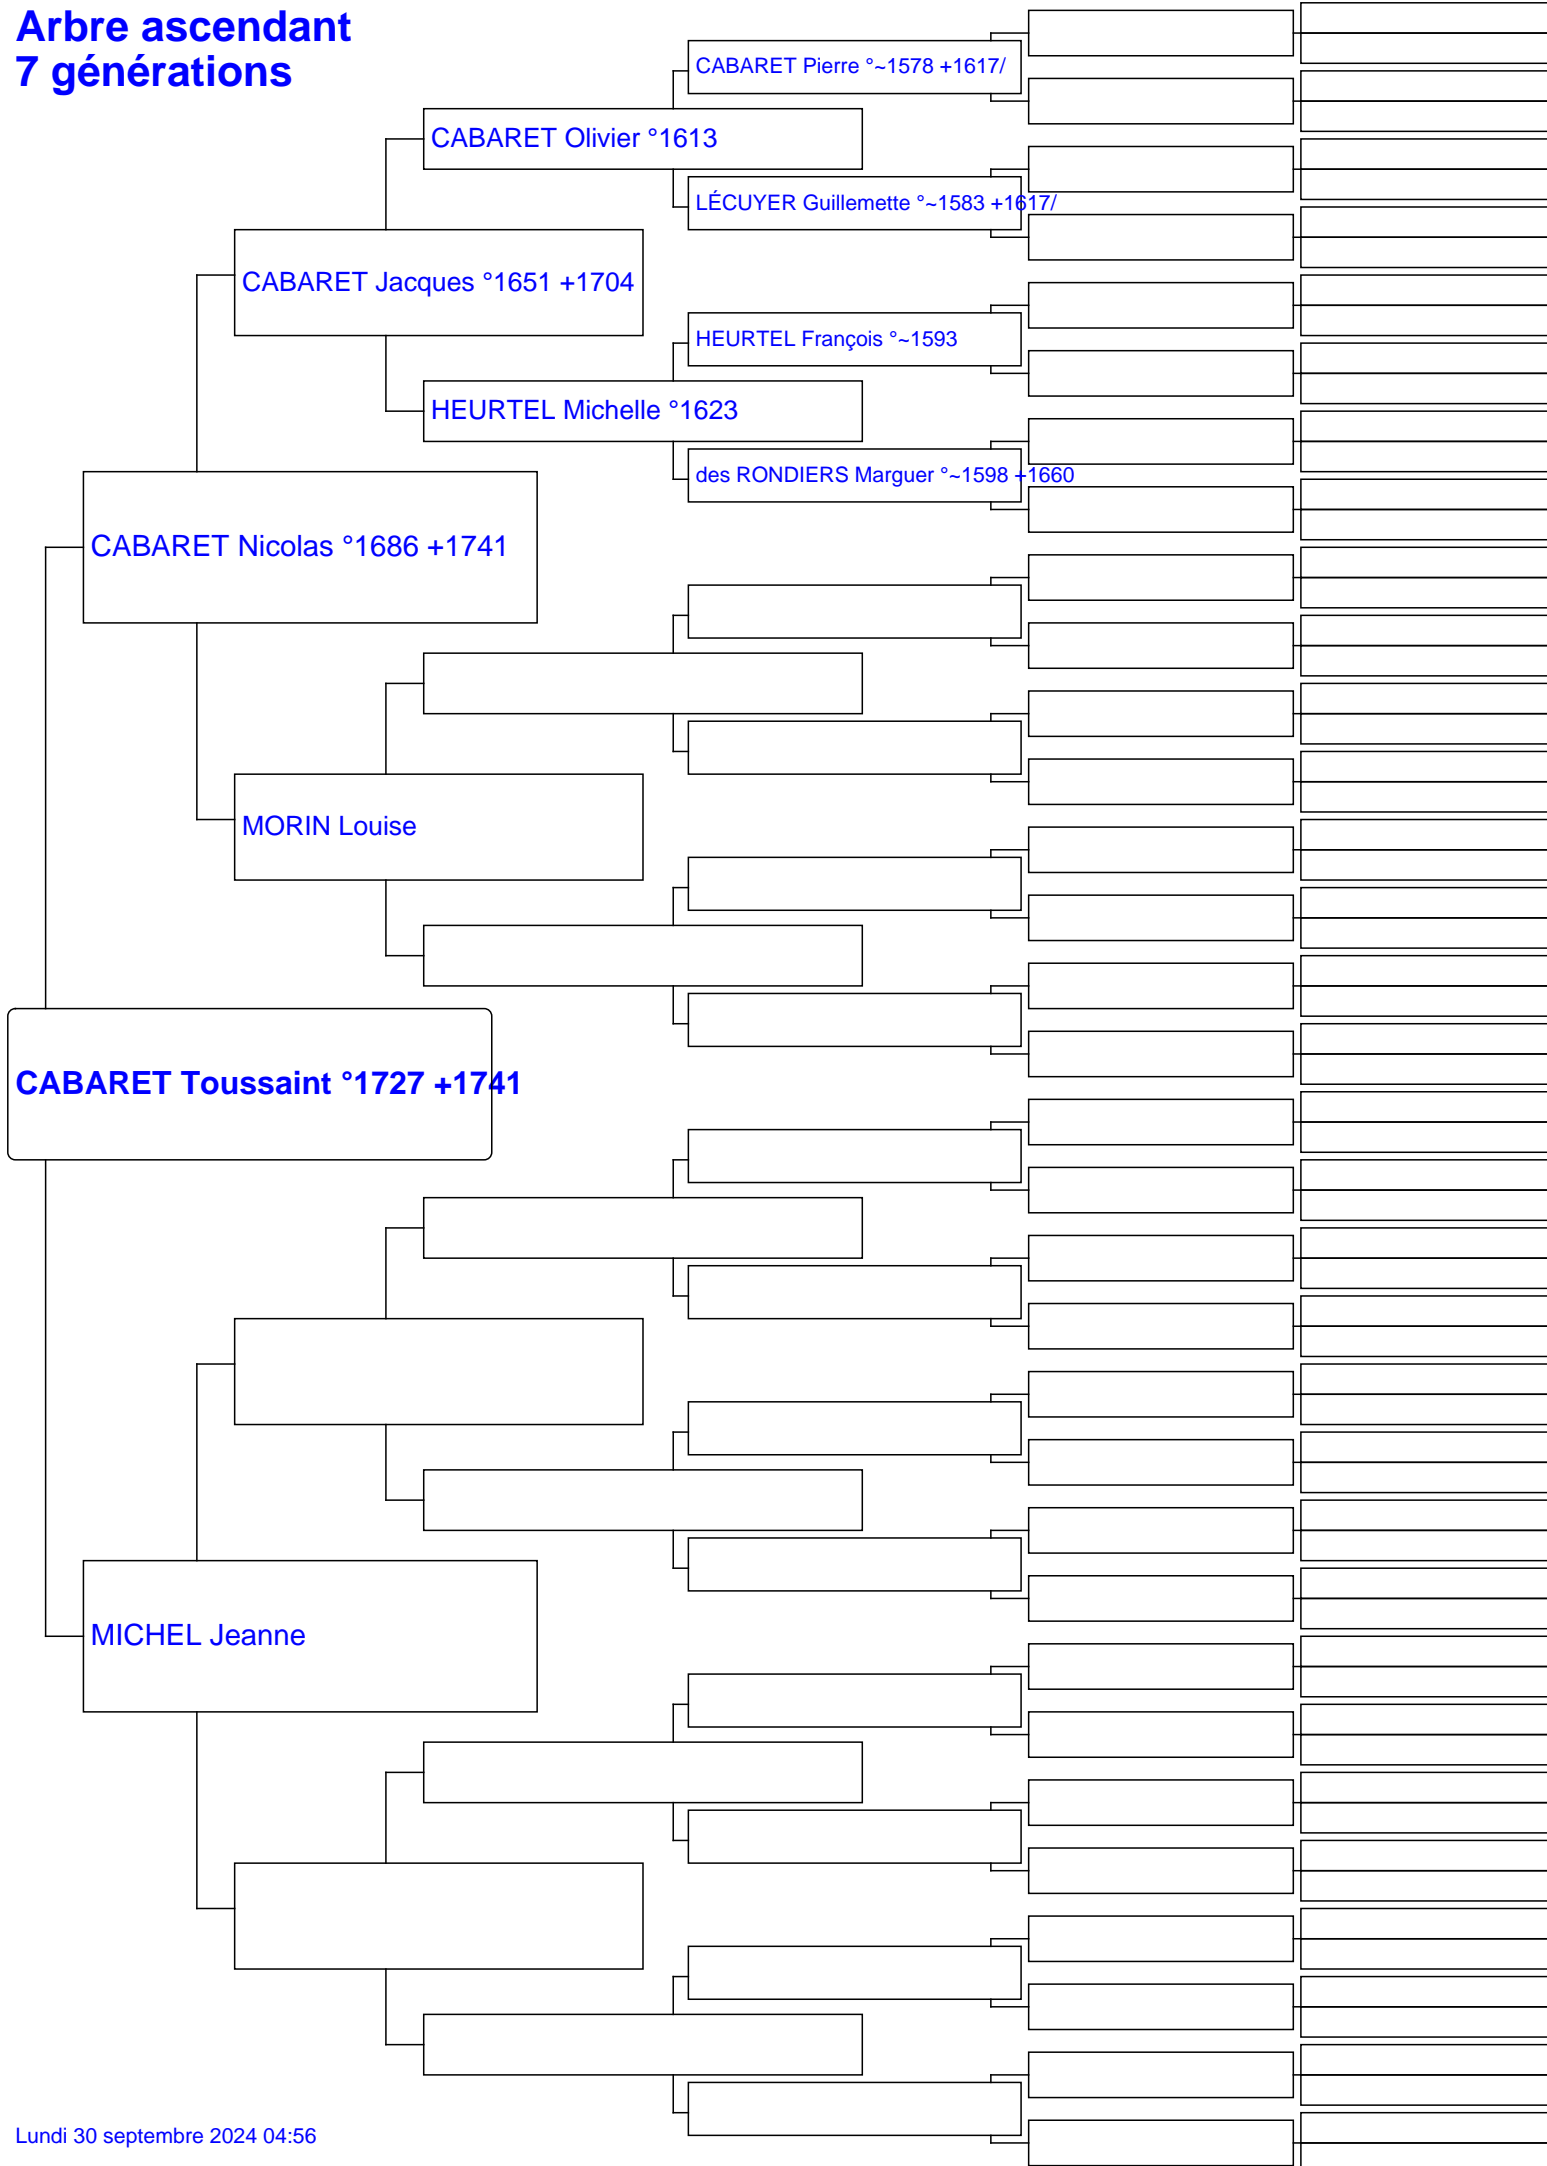 Arbre ascendant
7 générations
CABARET Pierre °~1578 +1617/
CABARET Olivier °1613
LÉCUYER Guillemette °~1583 +1617/
CABARET Jacques °1651 +1704
HEURTEL François °~1593
HEURTEL Michelle °1623
des RONDIERS Marguer °~1598 +1660
CABARET Nicolas °1686 +1741
MORIN Louise
CABARET Toussaint °1727 +1741
MICHEL Jeanne
Lundi 30 septembre 2024 04:56